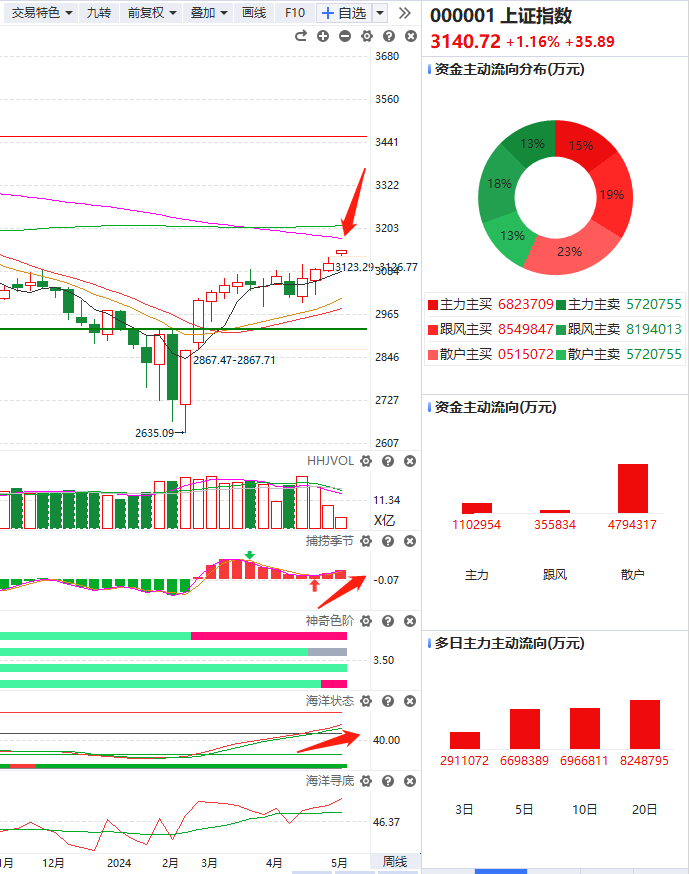 交易特色 九转 前复权 叠加 画线 F10 自选
000001 上证指数
3140.72 +1.16% +35.89
资金主动流向分布(万元)
3680
3560
3441
3322
3203
3084
2965
2846
2727
2607
3123.29-3126.77
2867.47-2867.71
2635.09
13% 15%
18% 19%
13% 23%
主力主买 6823709 主力主卖 5720755
跟风主买 8549847 跟风主卖 8194013
散户主买 0515072 散户主卖 5720755
资金主动流向(万元)
1102954 355834 4794317
主力 跟风 散户
HHJVOL
11.34
X亿
捕捞季节
-0.07
神奇色阶
3.50
海洋状态
40.00
海洋寻底
46.37
多日主力主动流向(万元)
2911072 6698389 6966811 8248795
3日 5日 10日 20日
月 12月 2024 2月 3月 4月 5月 周线